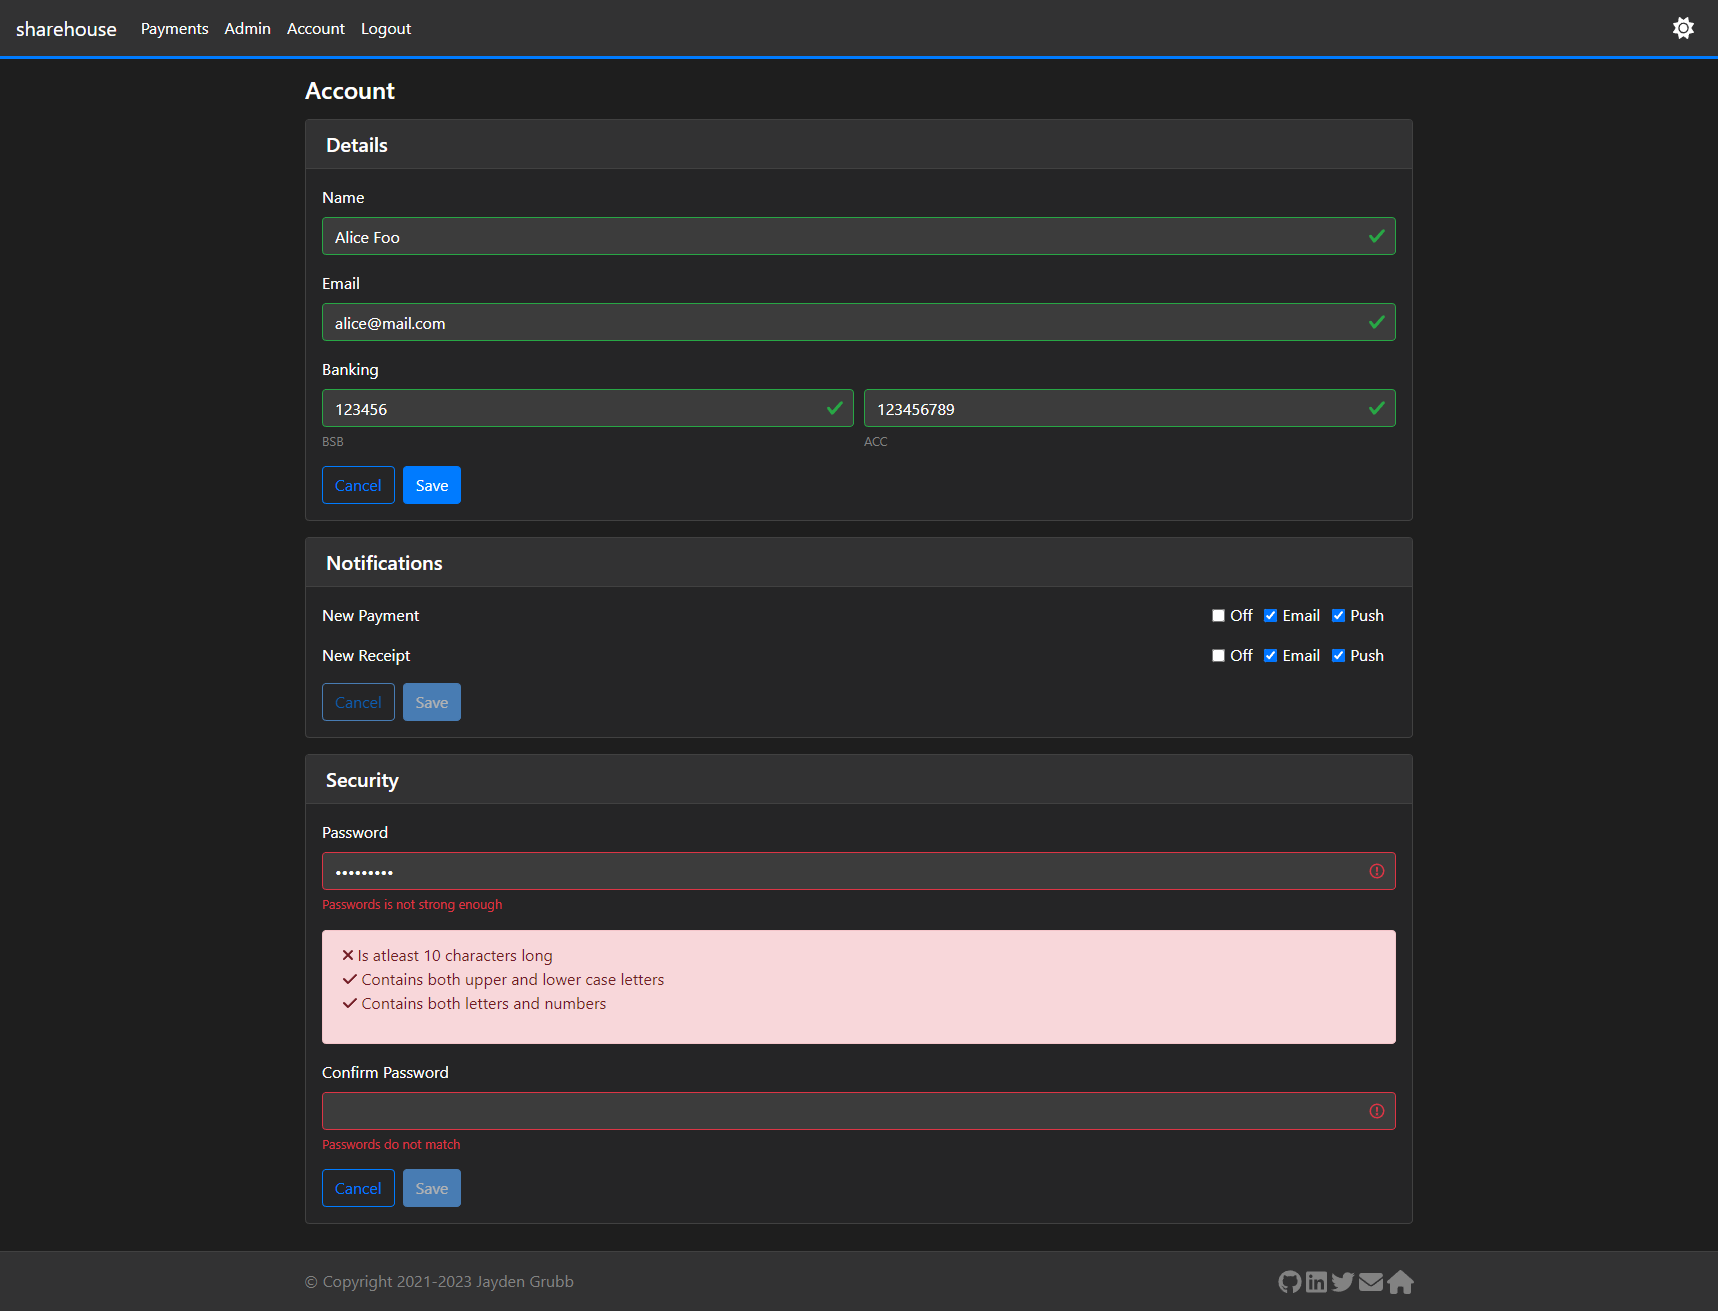 sharehouse Payments Admin Account Logout
Account
Details
Name
Alice Foo
Email
alice@mail.com
Banking
123456 123456789
BSB ACC
Cancel Save
Notifications
New Payment Off Email Push
New Receipt Off Email Push
Cancel Save
Security
Password
•••••••••
Passwords is not strong enough
Is atleast 10 characters long
Contains both upper and lower case letters
Contains both letters and numbers
Confirm Password
Passwords do not match
Cancel Save
© Copyright 2021-2023 Jayden Grubb